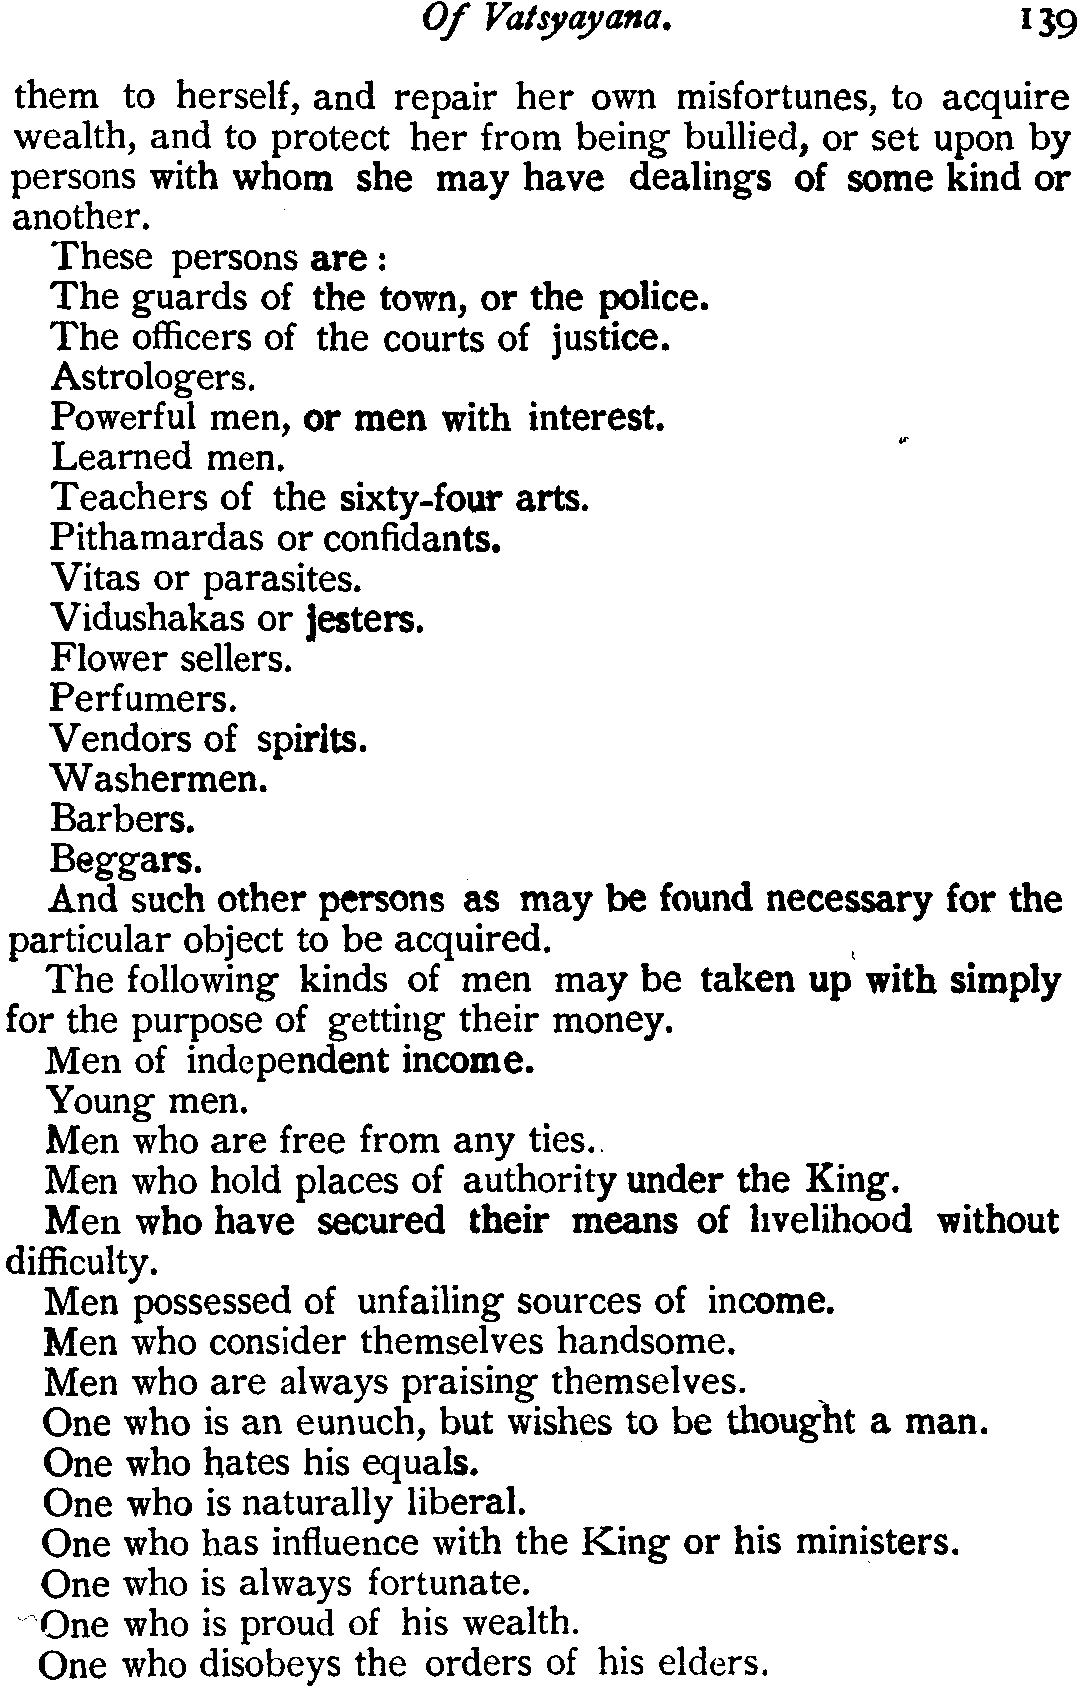 Of Vatsyayana. 139
them to herself, and repair her own misfortunes, to acquire
wealth, and to protect her from being bullied, or set upon by
persons with whom she may have dealings of some kind or
another.
These persons are :
The guards of the town, or the police.
The officers of the courts of justice.
Astrologers.
Powerful men, or men with interest.
Learned men.
Teachers of the sixty-four arts.
Pithamardas or confidants.
Vitas or parasites.
Vidushakas or jesters.
Flower sellers.
Perfumers.
Vendors of spirits.
Washermen.
Barbers.
Beggars.
And such other persons as may be found necessary for the
particular object to be acquired.
The following kinds of men may be taken up with simply
for the purpose of getting their money.
Men of independent income.
Young men.
Men who are free from any ties.
Men who hold places of authority under the King.
Men who have secured their means of livelihood without
difficulty.
Men possessed of unfailing sources of income.
Men who consider themselves handsome.
Men who are always praising themselves.
One who is an eunuch, but wishes to be thought a man.
One who hates his equals.
One who is naturally liberal.
One who has influence with the King or his ministers.
One who is always fortunate.
One who is proud of his wealth.
One who disobeys the orders of his elders.